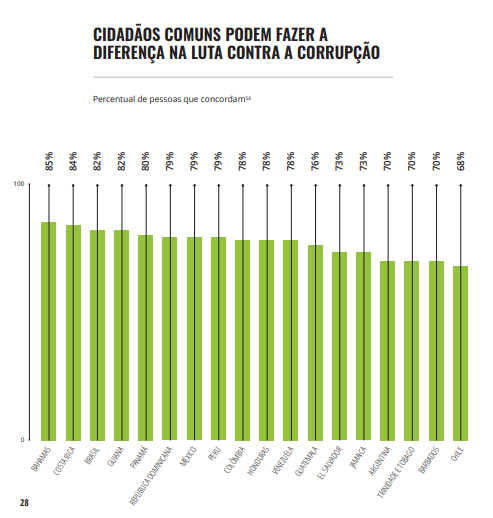 CIDADÃOS COMUNS PODEM FAZER A
DIFERENÇA NA LUTA CONTRA A CORRUPÇÃO
Percentual de pessoas que concordam⁵⁶
85% 84% 82% 82% 80% 79% 79% 79% 78% 78% 78% 76% 73% 73% 70% 70% 70% 68%
100
0
BAHAMAS COSTA RICA BRASIL GUIANA PANAMÁ REPÚBLICA DOMINICANA MÉXICO PERU COLÔMBIA HONDURAS VENEZUELA GUATEMALA EL SALVADOR JAMAICA ARGENTINA TRINIDADE E TOBAGO BARBADOS CHILE
28